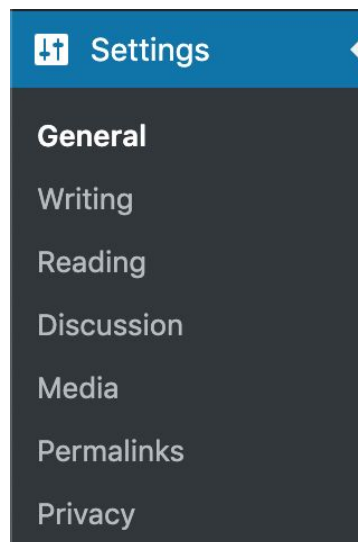 Settings
General
Writing
Reading
Discussion
Media
Permalinks
Privacy